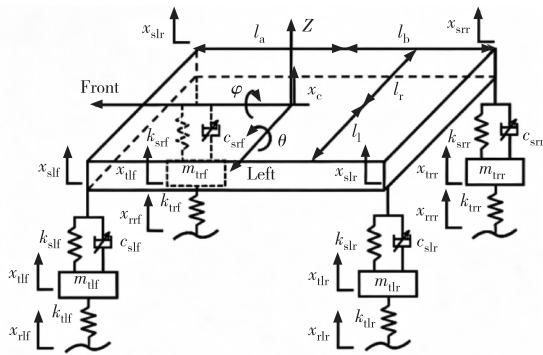 x_slr l_a Z l_b x_srr
Front x_c l_r
φ
k_srf c_srf θ l_l k_srr c_srr
x_slf x_tlf m_trf Left x_slr x_trr m_trr
x_rrf k_trf x_rrr k_trr
k_slf c_slf k_slr c_slr
x_tlf m_tlf x_tlr m_tlr
x_rlf k_tlf x_rlr k_tlr